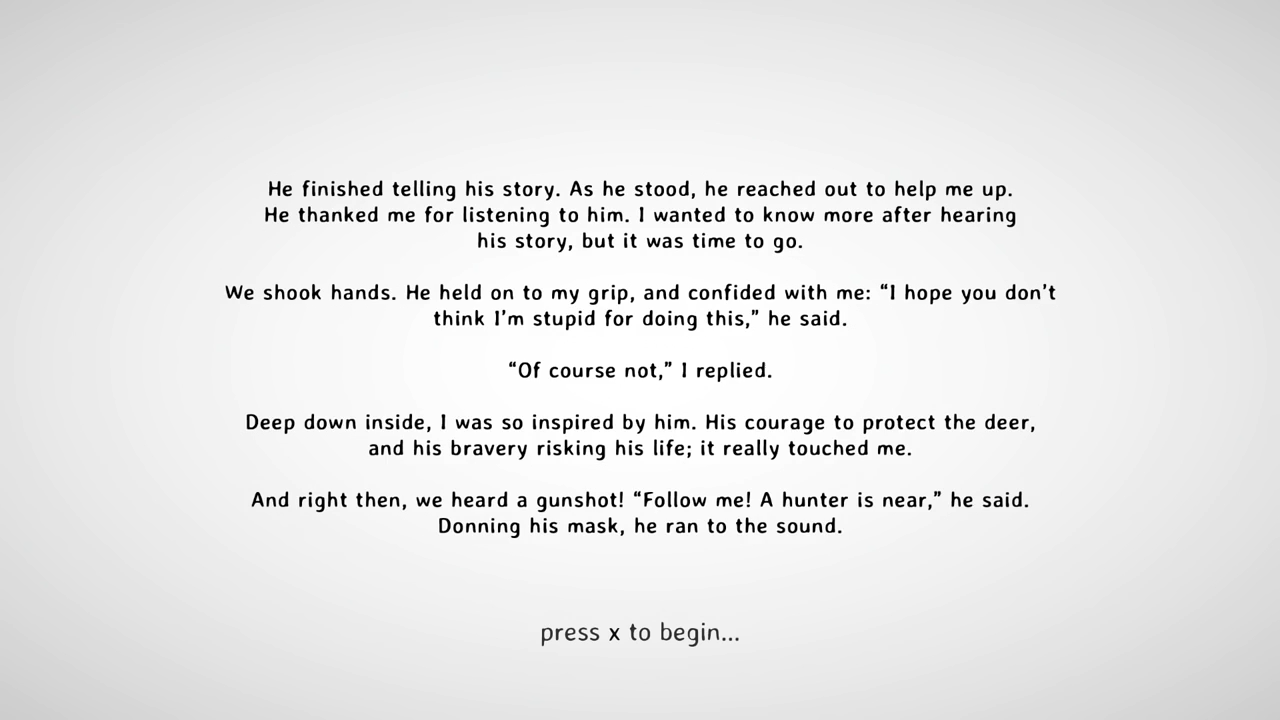 He finished telling his story. As he stood, he reached out to help me up.
He thanked me for listening to him. I wanted to know more after hearing
his story, but it was time to go.
We shook hands. He held on to my grip, and confided with me: “I hope you don’t
think I’m stupid for doing this,” he said.
“Of course not,” I replied.
Deep down inside, I was so inspired by him. His courage to protect the deer,
and his bravery risking his life; it really touched me.
And right then, we heard a gunshot! “Follow me! A hunter is near,” he said.
Donning his mask, he ran to the sound.
press x to begin...